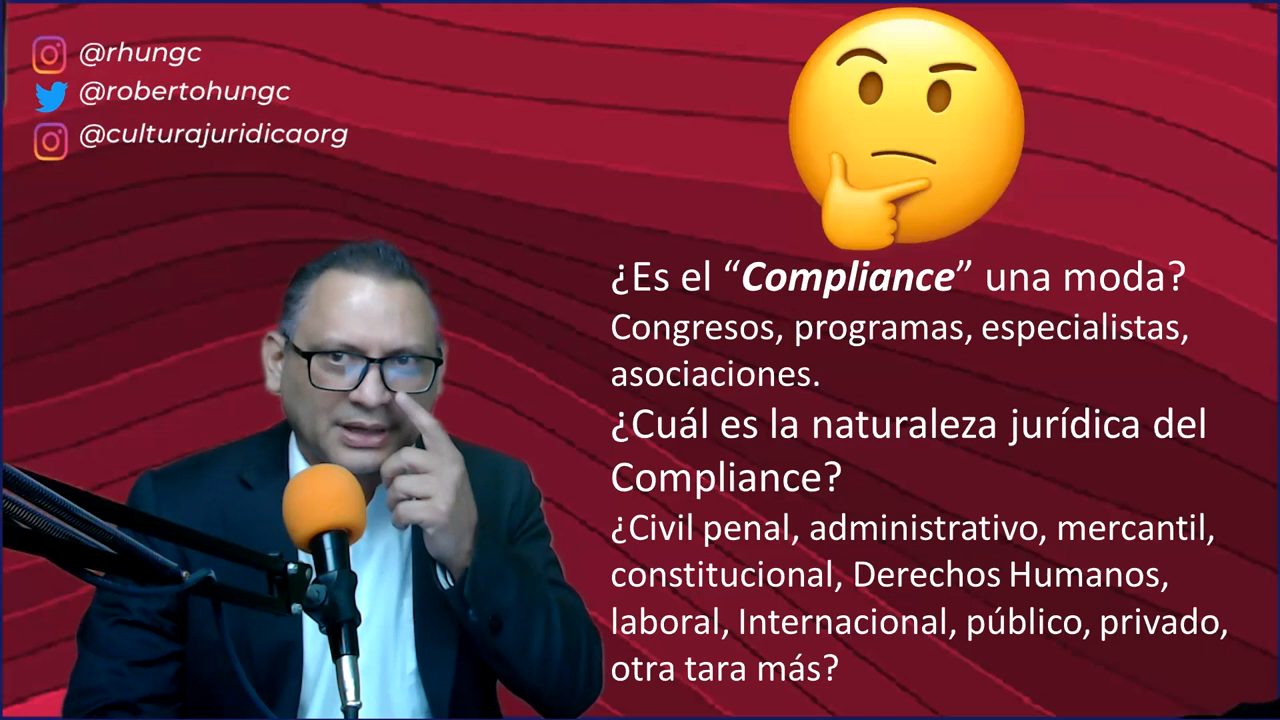 @rhungc
@robertohungc
@culturajuridicaorg
¿Es el “Compliance” una moda?
Congresos, programas, especialistas,
asociaciones.
¿Cuál es la naturaleza jurídica del
Compliance?
¿Civil penal, administrativo, mercantil,
constitucional, Derechos Humanos,
laboral, Internacional, público, privado,
otra tara más?